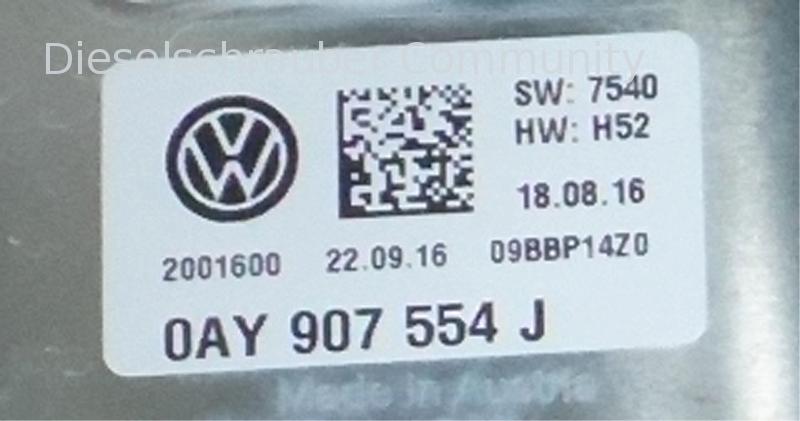 Dieselschrauber Community
SW: 7540
HW: H52
18.08.16
2001600 22.09.16 09BBP14Z0
0AY 907 554 J
Made in Austria